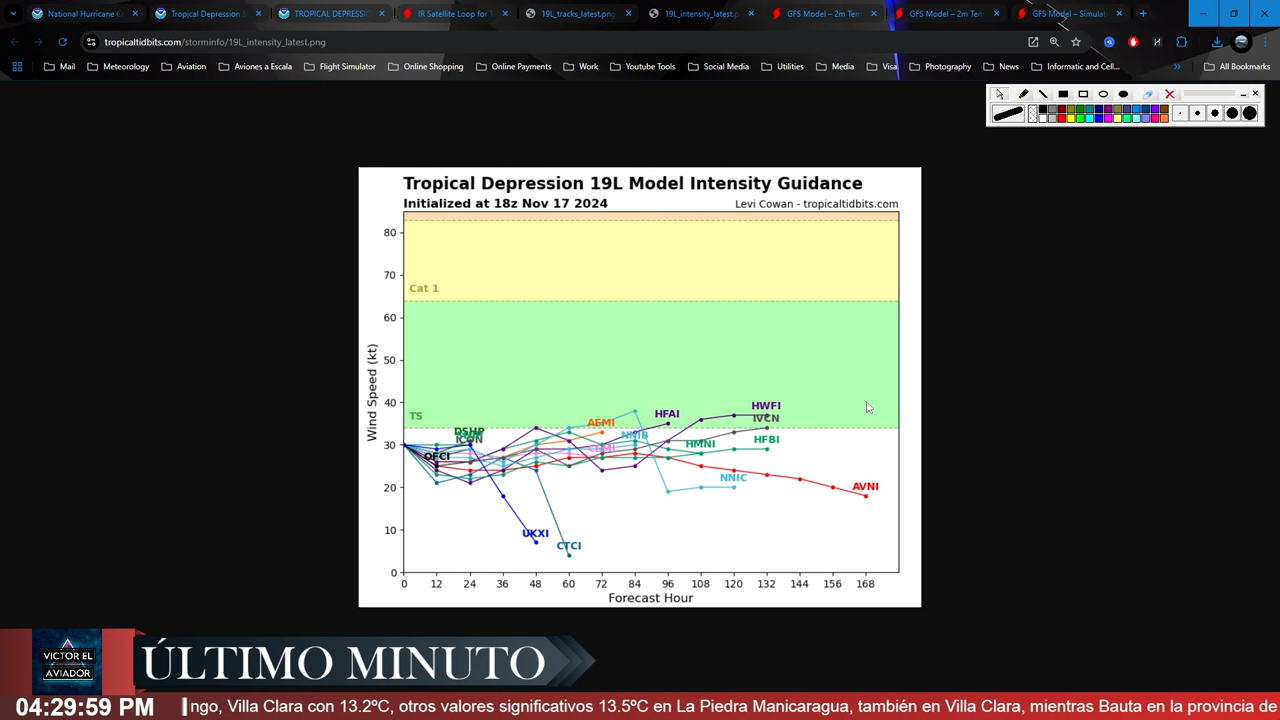 National Hurricane C
Tropical Depression
TROPICAL DEPRESSI
IR Satellite Loop for
19L_tracks_latest.png
19L_intensity_latest.p
GFS Model – 2m Tem
GFS Model – 2m Tem
GFS Model – Simulat
tropicaltidbits.com/storminfo/19L_intensity_latest.png
Mail
Meteorology
Aviation
Aviones a Escala
Flight Simulator
Online Shopping
Online Payments
Work
Youtube Tools
Social Media
Utilities
Media
Visa
Photography
News
Informatic and Cell...
All Bookmarks
Tropical Depression 19L Model Intensity Guidance
Initialized at 18z Nov 17 2024
Levi Cowan - tropicaltidbits.com
Wind Speed (kt)
80
70
60
50
40
30
20
10
0
Cat 1
TS
DSHP
ICON
OFCI
AEMI
HFAI
HWFI
IVCN
NNIB
CEMI
HMNI
HFBI
NNIC
AVNI
UKXI
CTCI
0 12 24 36 48 60 72 84 96 108 120 132 144 156 168
Forecast Hour
VICTOR EL
AVIADOR
ÚLTIMO MINUTO
04:29:59 PM
ngo, Villa Clara con 13.2ºC, otros valores significativos 13.5ºC en La Piedra Manicaragua, también en Villa Clara, mientras Bauta en la provincia de